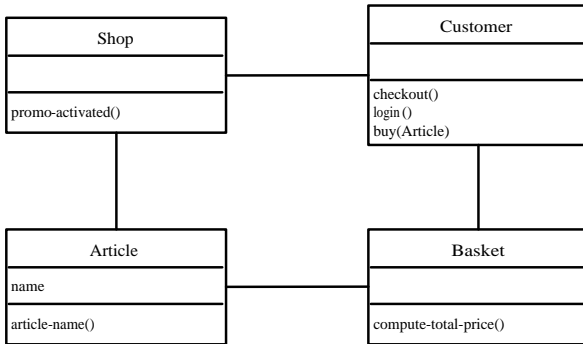 Shop
promo-activated()
Customer
checkout()
login ()
buy(Article)
Article
name
article-name()
Basket
compute-total-price()